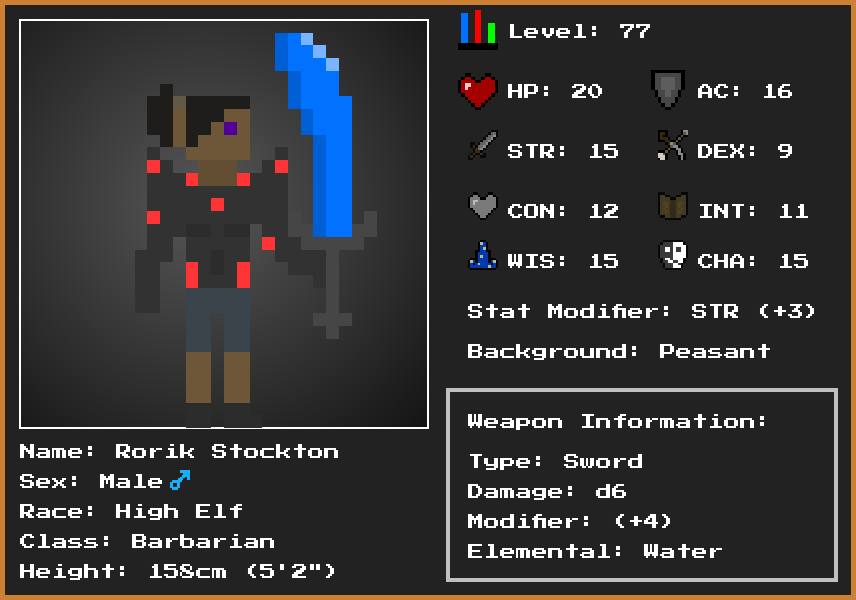 Level: 77
HP: 20
AC: 16
STR: 15
DEX: 9
CON: 12
INT: 11
WIS: 15
CHA: 15
Stat Modifier: STR (+3)
Background: Peasant
Weapon Information:
Type: Sword
Damage: d6
Modifier: (+4)
Elemental: Water
Name: Rorik Stockton
Sex: Male ♂
Race: High Elf
Class: Barbarian
Height: 158cm (5'2")